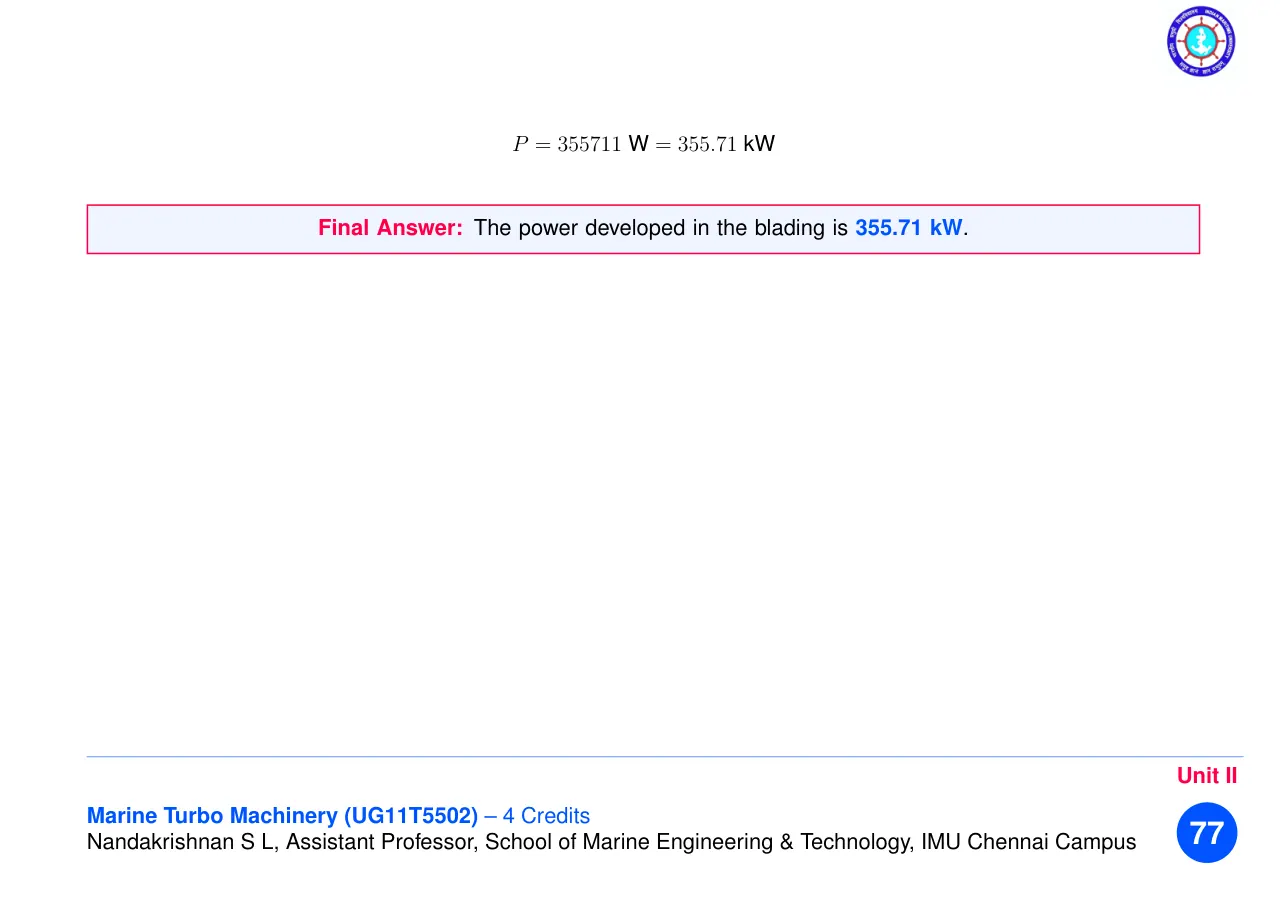 P = 355711 W = 355.71 kW
Final Answer: The power developed in the blading is 355.71 kW.
Unit II
Marine Turbo Machinery (UG11T5502) – 4 Credits
Nandakrishnan S L, Assistant Professor, School of Marine Engineering & Technology, IMU Chennai Campus
77